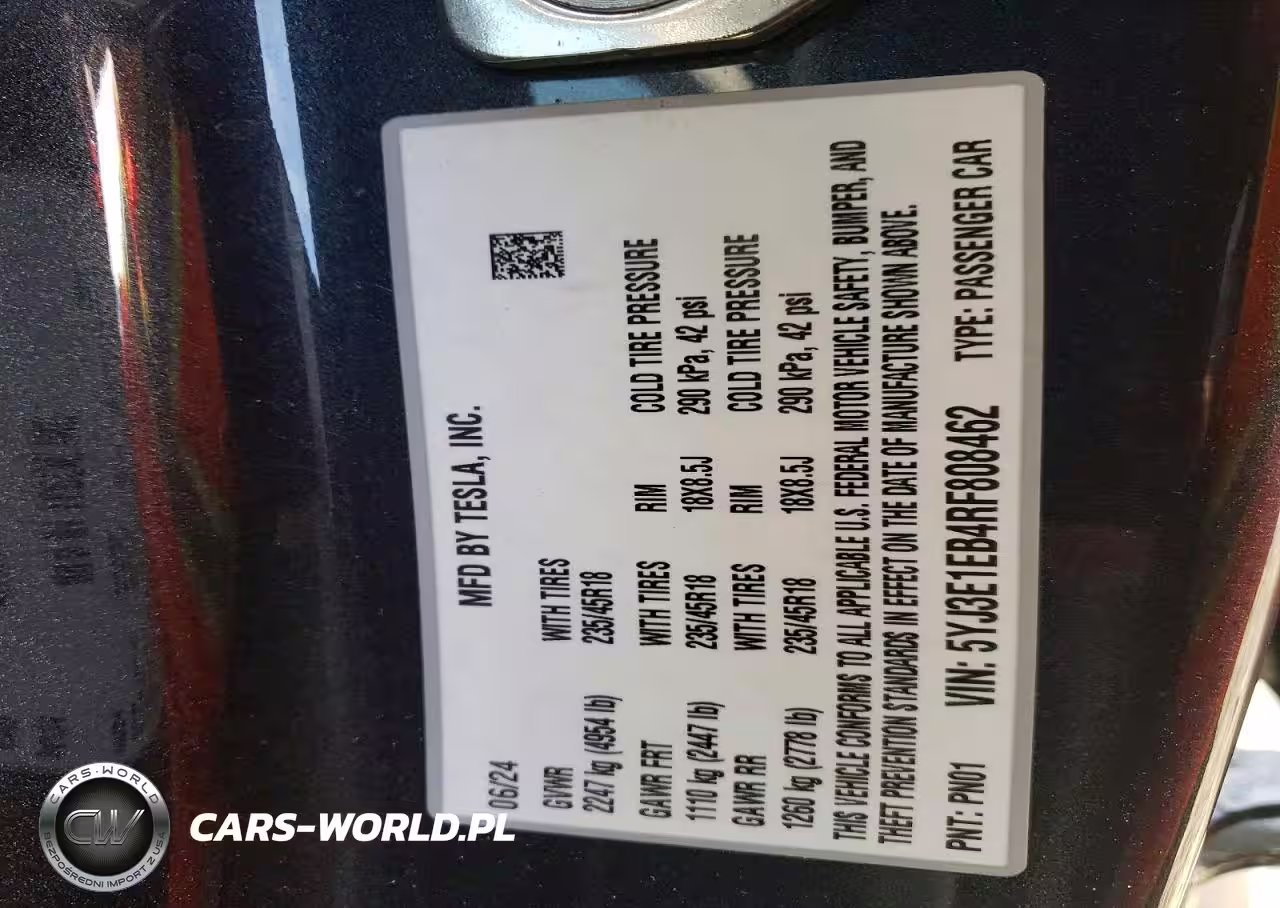 MFD BY TESLA, INC.
06/24
GVWR WITH TIRES
2247 kg (4954 lb) 235/45R18
GAWR FRT WITH TIRES RIM COLD TIRE PRESSURE
1110 kg (2447 lb) 235/45R18 18X8.5J 290 kPa, 42 psi
GAWR RR WITH TIRES RIM COLD TIRE PRESSURE
1260 kg (2778 lb) 235/45R18 18X8.5J 290 kPa, 42 psi
THIS VEHICLE CONFORMS TO ALL APPLICABLE U.S. FEDERAL MOTOR VEHICLE SAFETY, BUMPER, AND
THEFT PREVENTION STANDARDS IN EFFECT ON THE DATE OF MANUFACTURE SHOWN ABOVE.
PNT: PN01 VIN: 5YJ3E1EB4RF808462 TYPE: PASSENGER CAR
CARS-WORLD
CW
BEZPOŚREDNI IMPORT Z USA
CARS-WORLD.PL